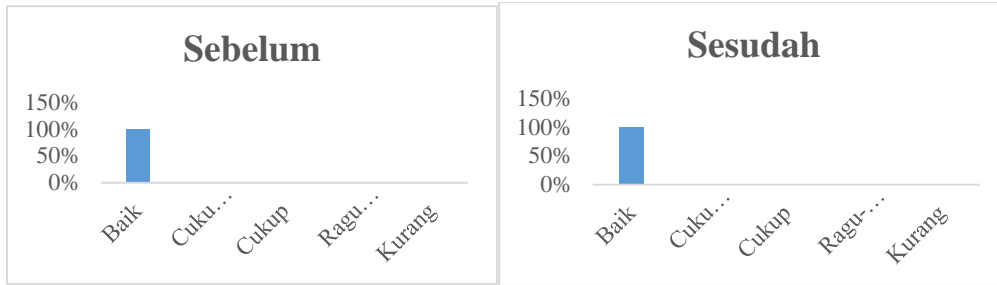 Sebelum
150%
100%
50%
0%
Baik
Cuku…
Cukup
Ragu…
Kurang
Sesudah
150%
100%
50%
0%
Baik
Cuku…
Cukup
Ragu-…
Kurang